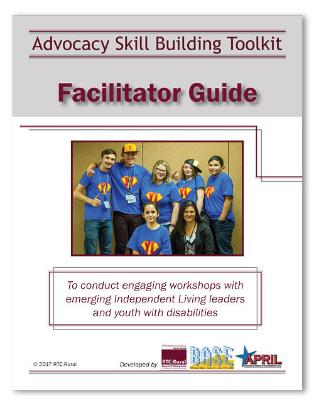 Advocacy Skill Building Toolkit
Facilitator Guide
To conduct engaging workshops with
emerging independent Living leaders
and youth with disabilities
© 2017 RTC:Rural
Developed by
RTC:Rural
BASE
APRIL